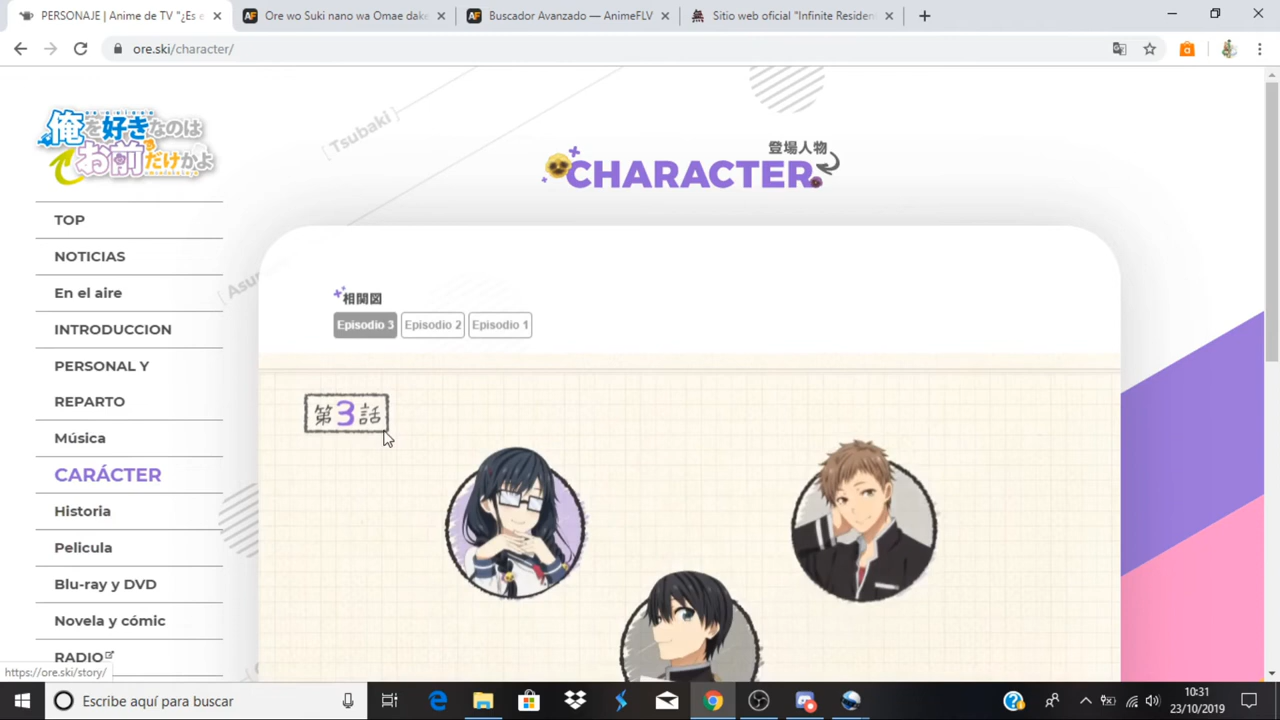 PERSONAJE | Anime de TV "¿Es e
Ore wo Suki nano wa Omae dake
Buscador Avanzado — AnimeFLV
Sitio web oficial "Infinite Residen
ore.ski/character/
俺を好きなのは
お前だけかよ
TOP
NOTICIAS
En el aire
INTRODUCCION
PERSONAL Y
REPARTO
Música
CARÁCTER
Historia
Pelicula
Blu-ray y DVD
Novela y cómic
RADIO
[ Tsubaki ]
登場人物
CHARACTER
相関図
Episodio 3 Episodio 2 Episodio 1
第3話
https://ore.ski/story/
Escribe aquí para buscar
10:31
23/10/2019